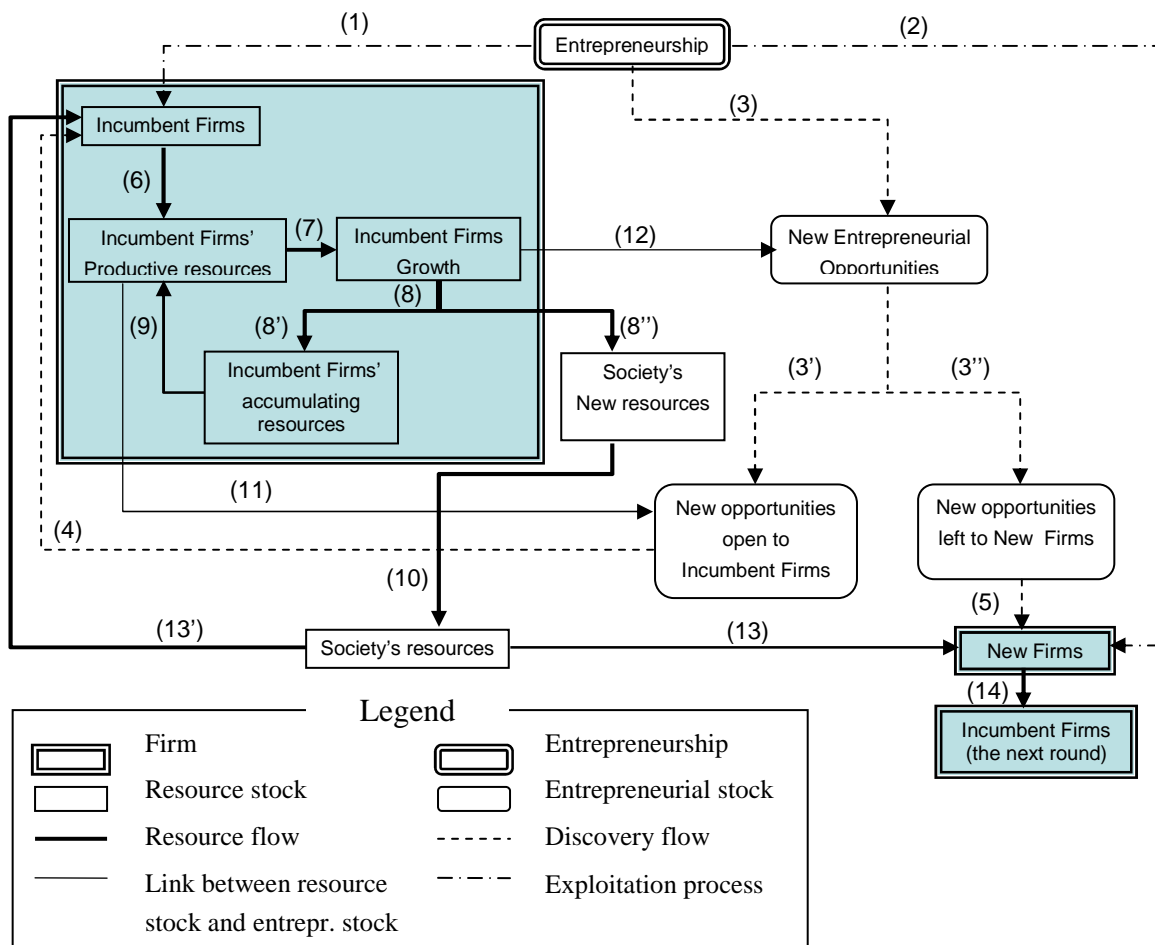 (1)
Entrepreneurship
(2)
(3)
Incumbent Firms
(6)
Incumbent Firms’
Productive resources
(7)
Incumbent Firms
Growth
(12)
New Entrepreneurial
Opportunities
(8)
(9)
(8’)
(8’’)
Incumbent Firms’
accumulating
resources
Society’s
New resources
(3’)
(3’’)
(11)
(4)
New opportunities
open to
Incumbent Firms
New opportunities
left to New Firms
(10)
(5)
(13’)
Society’s resources
(13)
New Firms
(14)
Incumbent Firms
(the next round)
Legend
Firm
Entrepreneurship
Resource stock
Entrepreneurial stock
Resource flow
Discovery flow
Link between resource
stock and entrepr. stock
Exploitation process